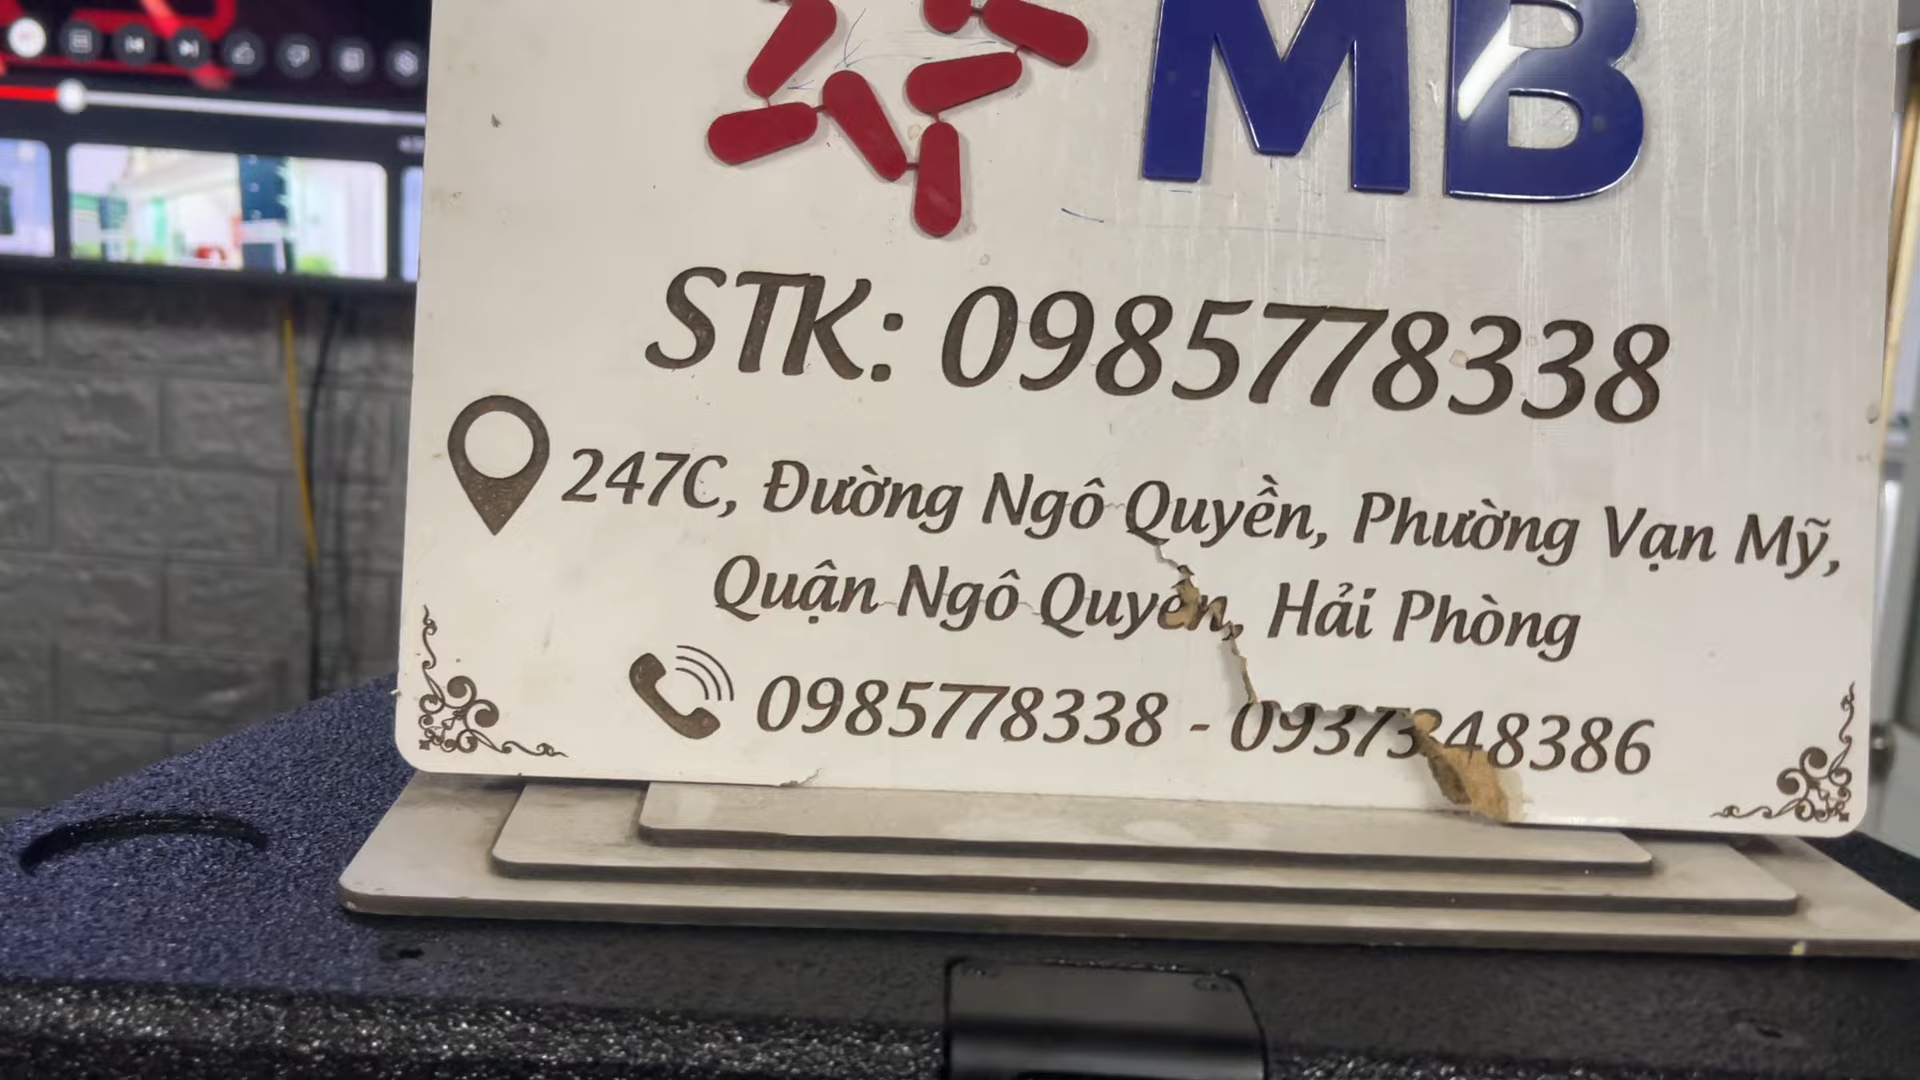 MB
STK: 0985778338
247C, Đường Ngô Quyền, Phường Vạn Mỹ,
Quận Ngô Quyền, Hải Phòng
0985778338 - 0937348386